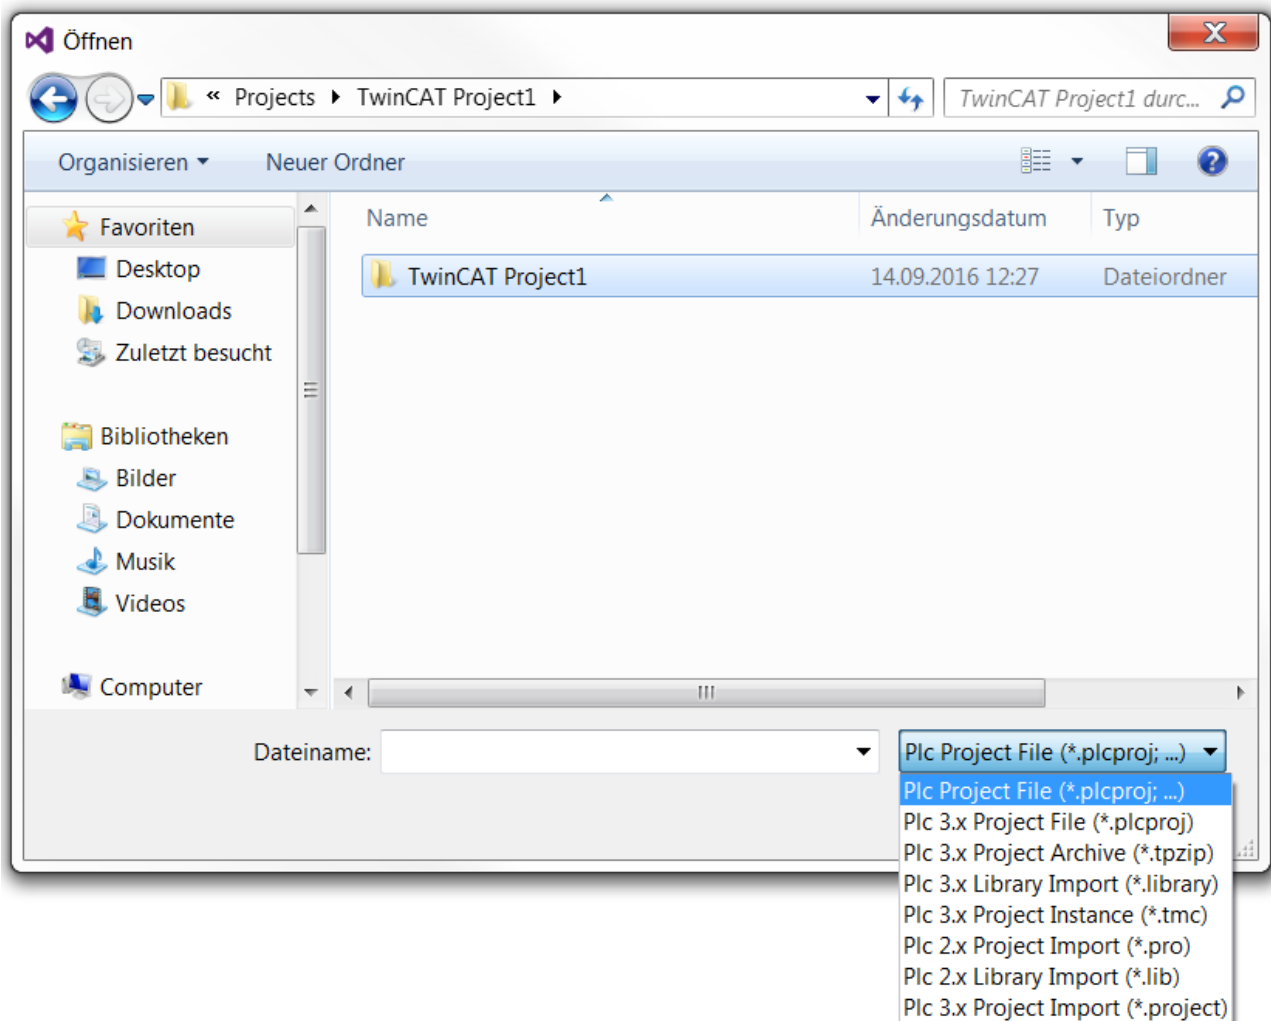 Öffnen
« Projects TwinCAT Project1
TwinCAT Project1 durc...
Organisieren Neuer Ordner
Name Änderungsdatum Typ
Favoriten
Desktop
Downloads
Zuletzt besucht
Bibliotheken
Bilder
Dokumente
Musik
Videos
Computer
TwinCAT Project1 14.09.2016 12:27 Dateiordner
Dateiname:
Plc Project File (*.plcproj; ...)
Plc Project File (*.plcproj; ...)
Plc 3.x Project File (*.plcproj)
Plc 3.x Project Archive (*.tpzip)
Plc 3.x Library Import (*.library)
Plc 3.x Project Instance (*.tmc)
Plc 2.x Project Import (*.pro)
Plc 2.x Library Import (*.lib)
Plc 3.x Project Import (*.project)